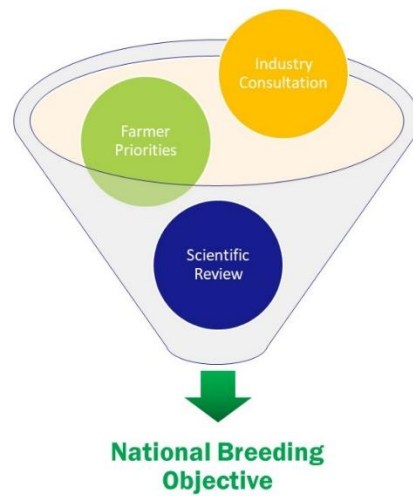 Industry
Consultation
Farmer
Priorities
Scientific
Review
National Breeding
Objective